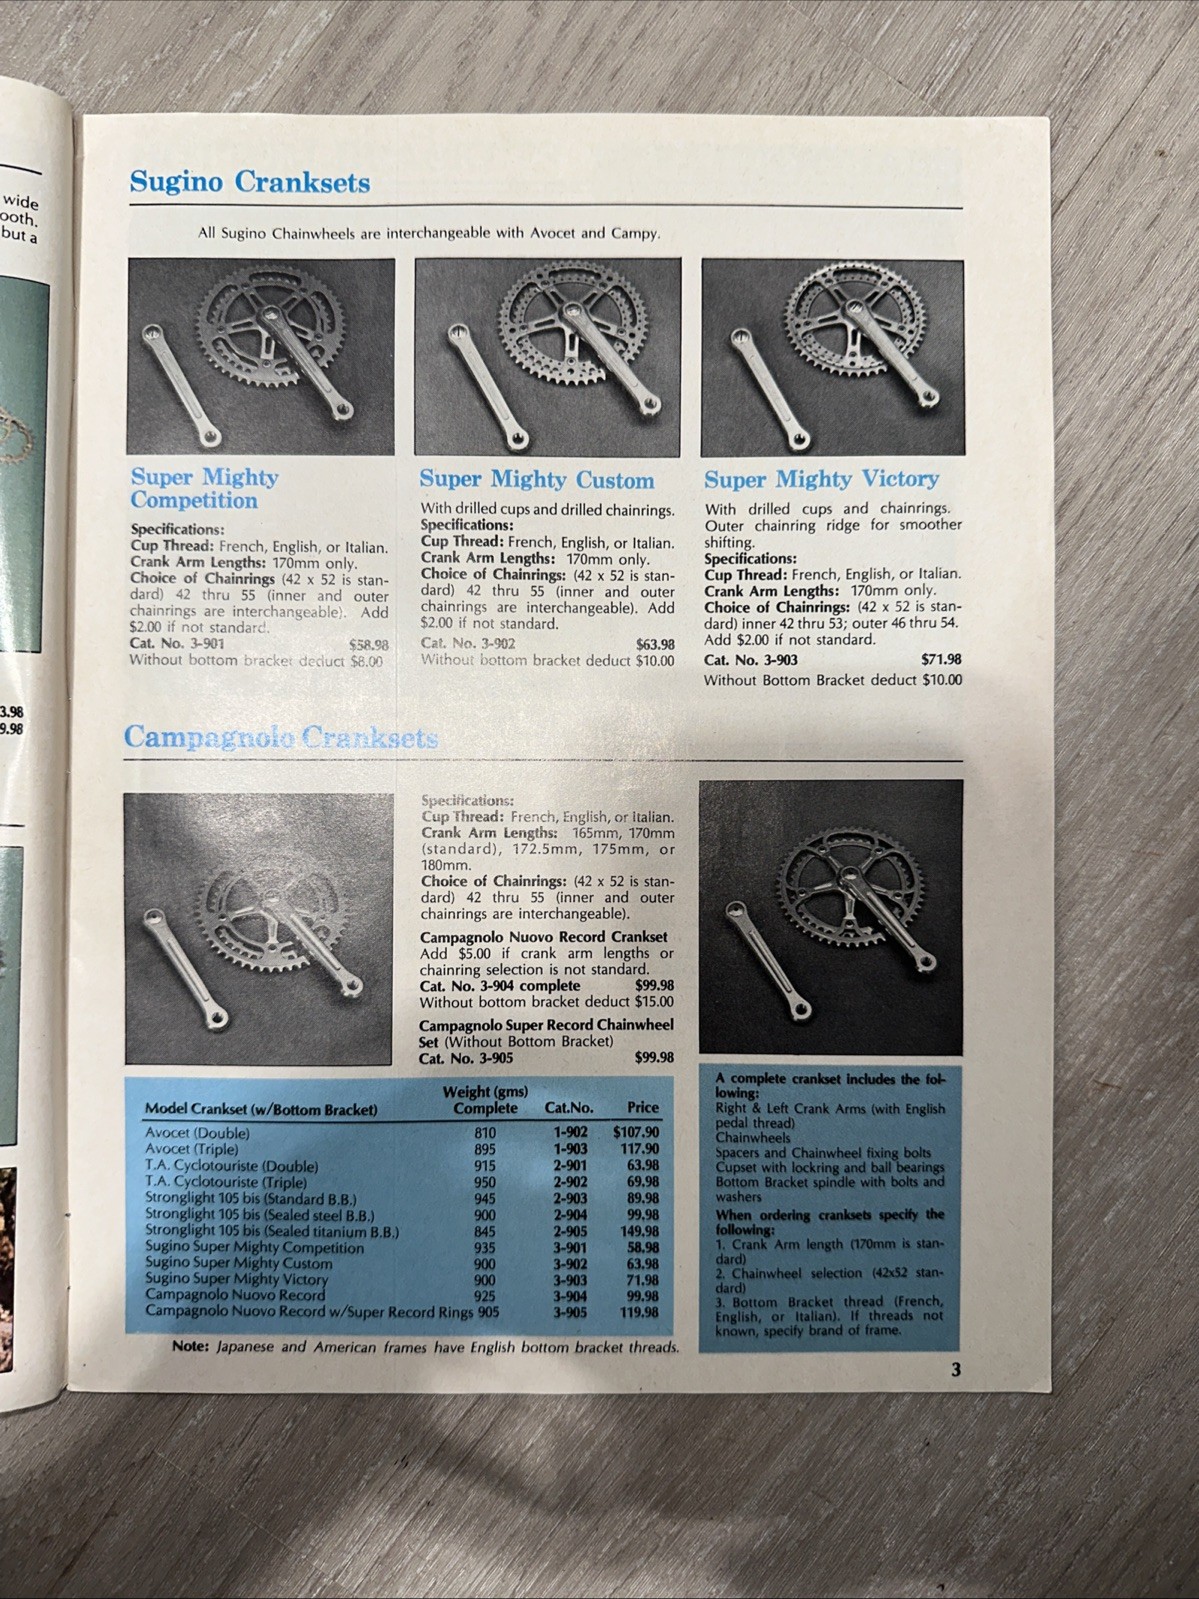 wide
ooth.
but a
3.98
9.98
Sugino Cranksets
All Sugino Chainwheels are interchangeable with Avocet and Campy.
Super Mighty
Competition
Specifications:
Cup Thread: French, English, or Italian.
Crank Arm Lengths: 170mm only.
Choice of Chainrings (42 x 52 is stan-
dard) 42 thru 55 (inner and outer
chainrings are interchangeable). Add
$2.00 if not standard.
Cat. No. 3-901 $58.98
Without bottom bracket deduct $8.00
Super Mighty Custom
With drilled cups and drilled chainrings.
Specifications:
Cup Thread: French, English, or Italian.
Crank Arm Lengths: 170mm only.
Choice of Chainrings: (42 x 52 is stan-
dard) 42 thru 55 (inner and outer
chainrings are interchangeable). Add
$2.00 if not standard.
Cat. No. 3-902 $63.98
Without bottom bracket deduct $10.00
Super Mighty Victory
With drilled cups and chainrings.
Outer chainring ridge for smoother
shifting.
Specifications:
Cup Thread: French, English, or Italian.
Crank Arm Lengths: 170mm only.
Choice of Chainrings: (42 x 52 is stan-
dard) inner 42 thru 53; outer 46 thru 54.
Add $2.00 if not standard.
Cat. No. 3-903 $71.98
Without Bottom Bracket deduct $10.00
Campagnolo Cranksets
Specifications:
Cup Thread: French, English, or Italian.
Crank Arm Lengths: 165mm, 170mm
(standard), 172.5mm, 175mm, or
180mm.
Choice of Chainrings: (42 x 52 is stan-
dard) 42 thru 55 (inner and outer
chainrings are interchangeable).
Campagnolo Nuovo Record Crankset
Add $5.00 if crank arm lengths or
chainring selection is not standard.
Cat. No. 3-904 complete $99.98
Without bottom bracket deduct $15.00
Campagnolo Super Record Chainwheel
Set (Without Bottom Bracket)
Cat. No. 3-905 $99.98
Weight (gms)
Model Crankset (w/Bottom Bracket) Complete Cat.No. Price
Avocet (Double) 810 1-902 $107.90
Avocet (Triple) 895 1-903 117.90
T.A. Cyclotouriste (Double) 915 2-901 63.98
T.A. Cyclotouriste (Triple) 950 2-902 69.98
Stronglight 105 bis (Standard B.B.) 945 2-903 89.98
Stronglight 105 bis (Sealed steel B.B.) 900 2-904 99.98
Stronglight 105 bis (Sealed titanium B.B.) 845 2-905 149.98
Sugino Super Mighty Competition 935 3-901 58.98
Sugino Super Mighty Custom 900 3-902 63.98
Sugino Super Mighty Victory 900 3-903 71.98
Campagnolo Nuovo Record 925 3-904 99.98
Campagnolo Nuovo Record w/Super Record Rings 905 3-905 119.98
Note: Japanese and American frames have English bottom bracket threads.
A complete crankset includes the fol-
lowing:
Right & Left Crank Arms (with English
pedal thread)
Chainwheels
Spacers and Chainwheel fixing bolts
Cupset with lockring and ball bearings
Bottom Bracket spindle with bolts and
washers
When ordering cranksets specify the
following:
1. Crank Arm length (170mm is stan-
dard)
2. Chainwheel selection (42x52 stan-
dard)
3. Bottom Bracket thread (French,
English, or Italian). If threads not
known, specify brand of frame.
3